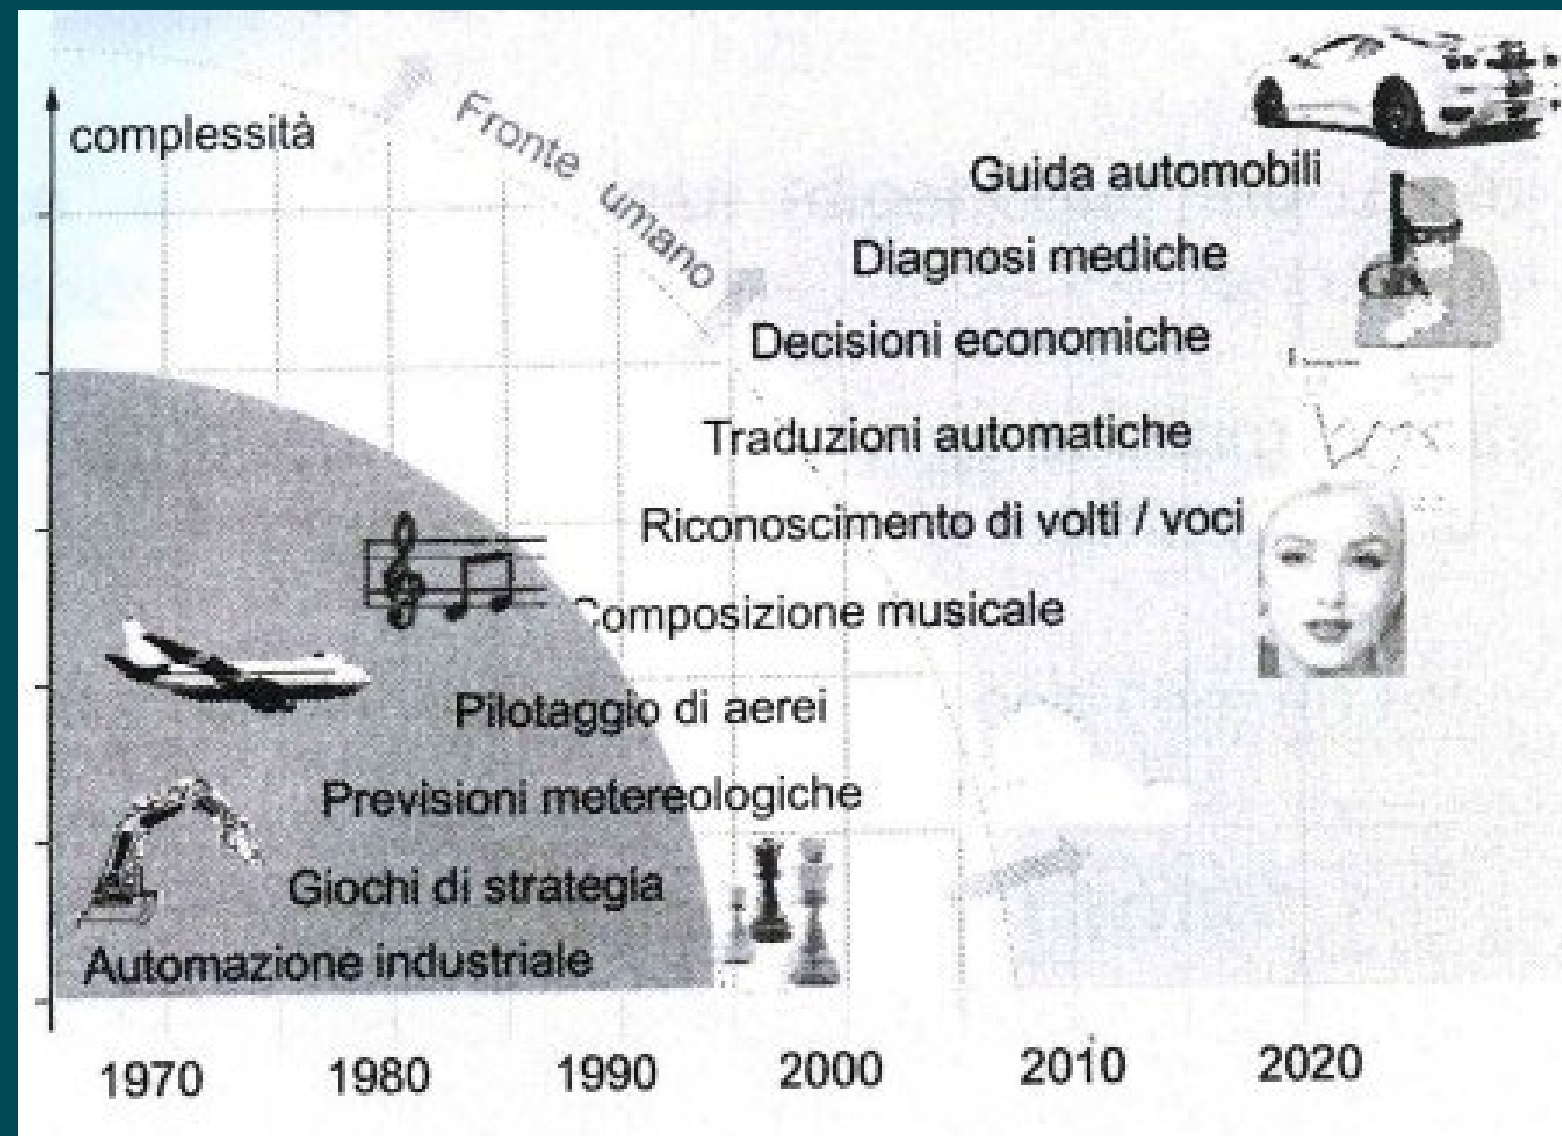 complessità
Fronte umano
Guida automobili
Diagnosi mediche
Decisioni economiche
Traduzioni automatiche
Riconoscimento di volti / voci
Composizione musicale
Pilotaggio di aerei
Previsioni metereologiche
Giochi di strategia
Automazione industriale
1970 1980 1990 2000 2010 2020